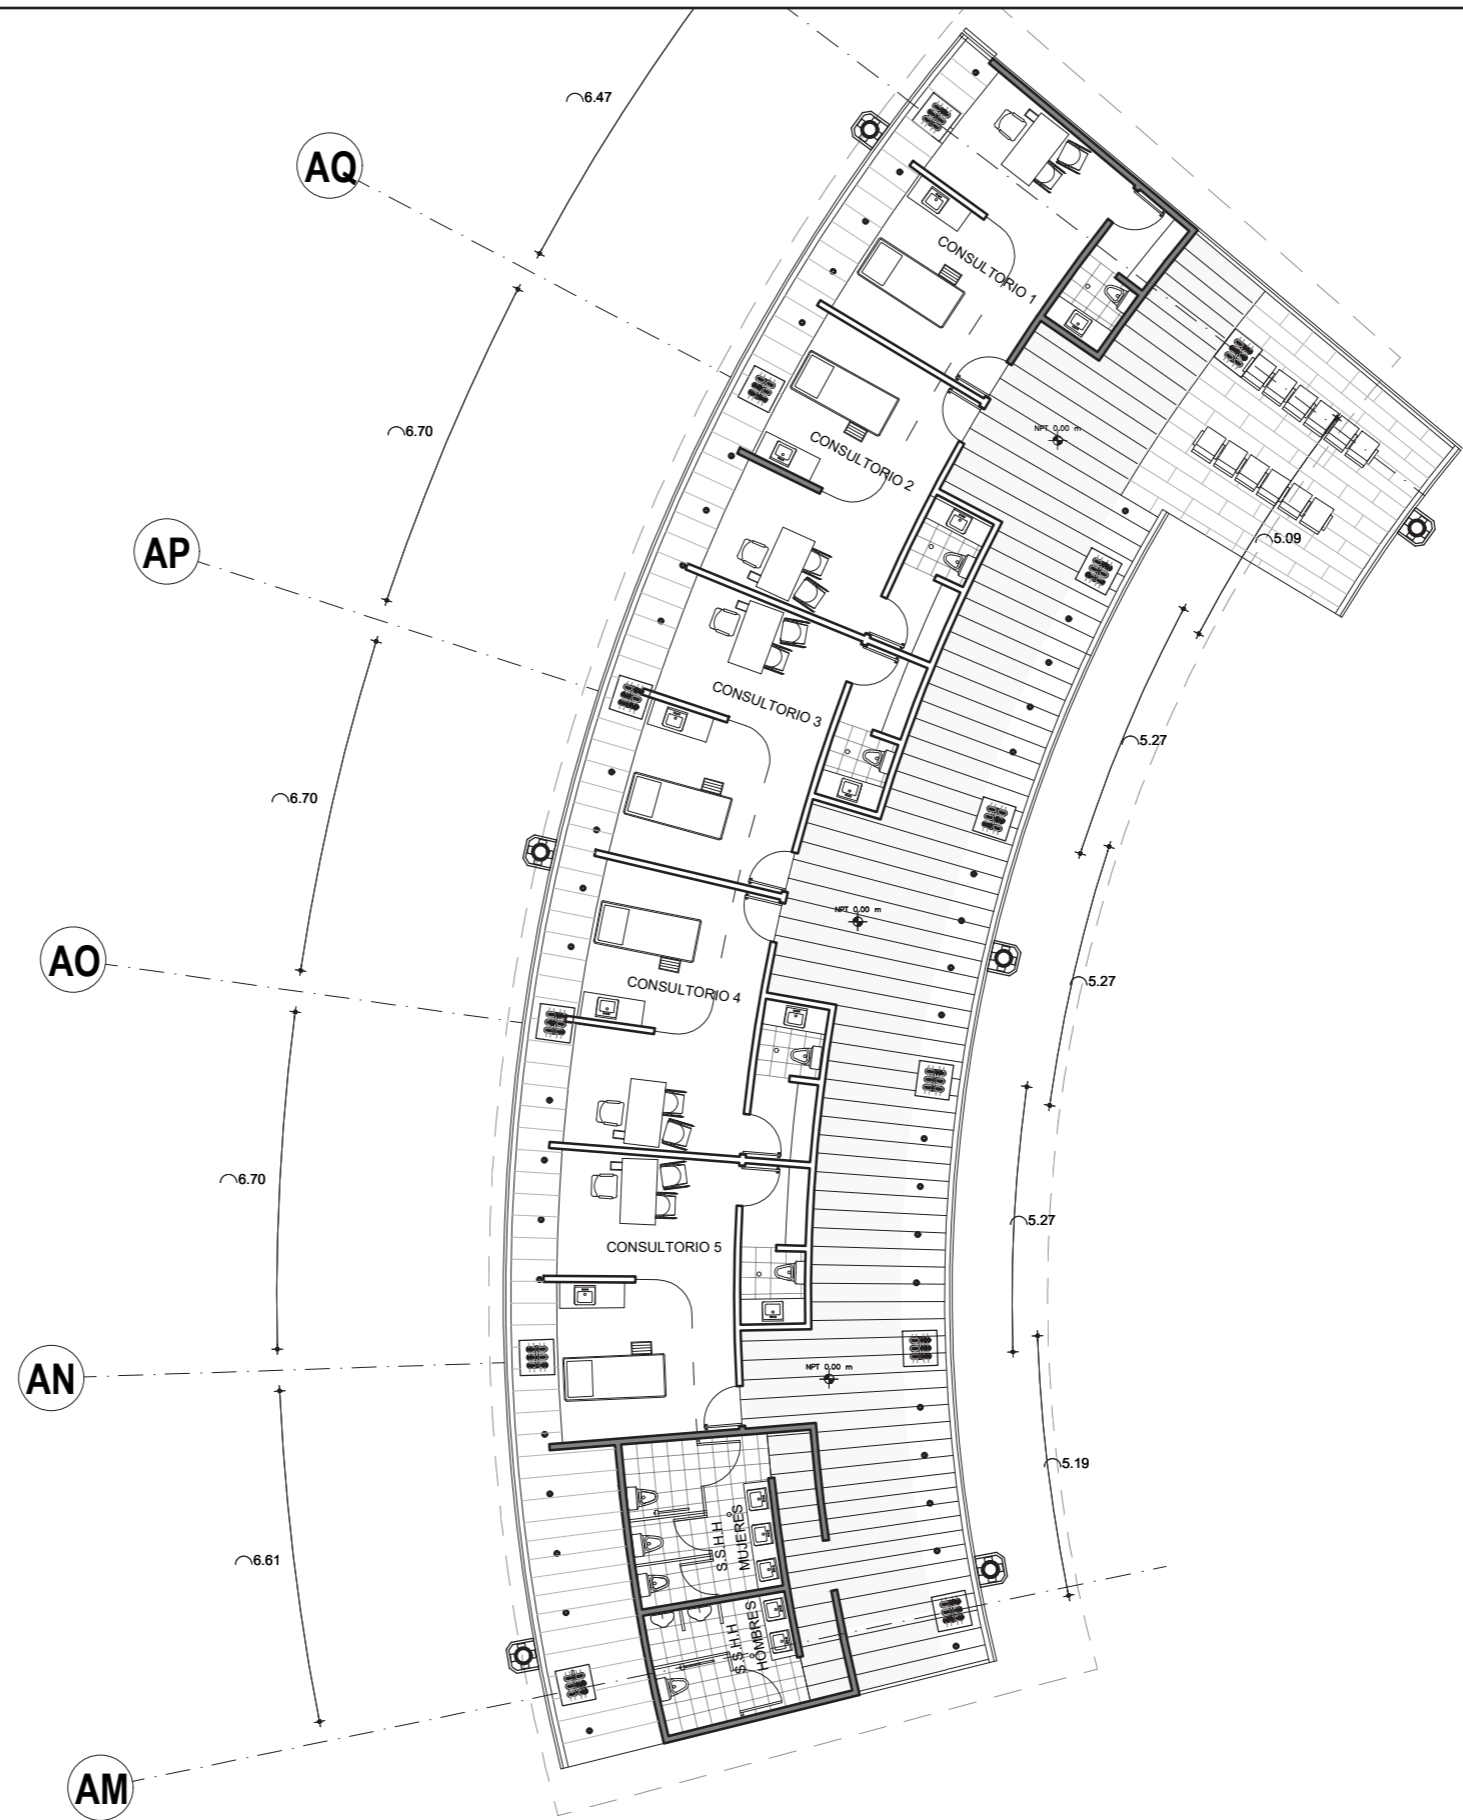 6.47
AQ
CONSULTORIO 1
6.70
NPT 0.00 m
CONSULTORIO 2
AP
5.09
CONSULTORIO 3
5.27
6.70
NPT 0.00 m
AO
5.27
CONSULTORIO 4
6.70
5.27
CONSULTORIO 5
AN
NPT 0.00 m
5.19
S.S.H.H
MUJERES
6.61
S.S.H.H
HOMBRES
AM